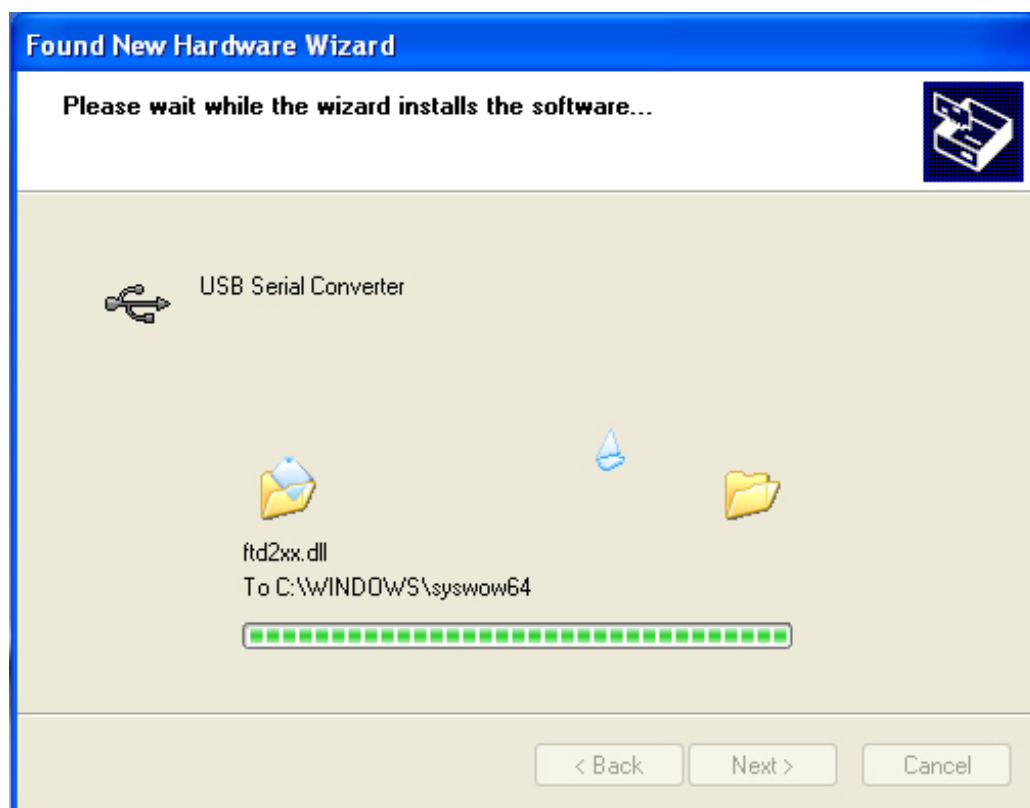 Found New Hardware Wizard
Please wait while the wizard installs the software...
USB Serial Converter
ftd2xx.dll
To C:\WINDOWS\syswow64
< Back
Next >
Cancel